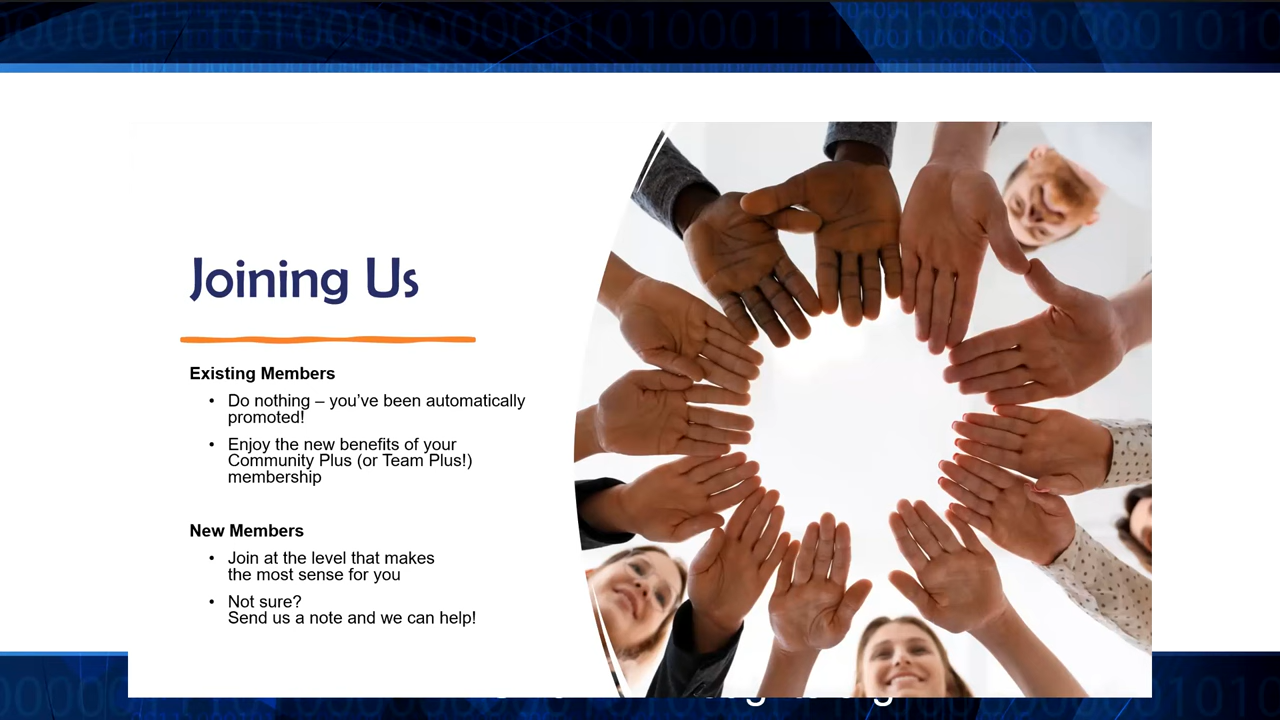 Joining Us
Existing Members
• Do nothing – you've been automatically
promoted!
• Enjoy the new benefits of your
Community Plus (or Team Plus!)
membership
New Members
• Join at the level that makes
the most sense for you
• Not sure?
Send us a note and we can help!